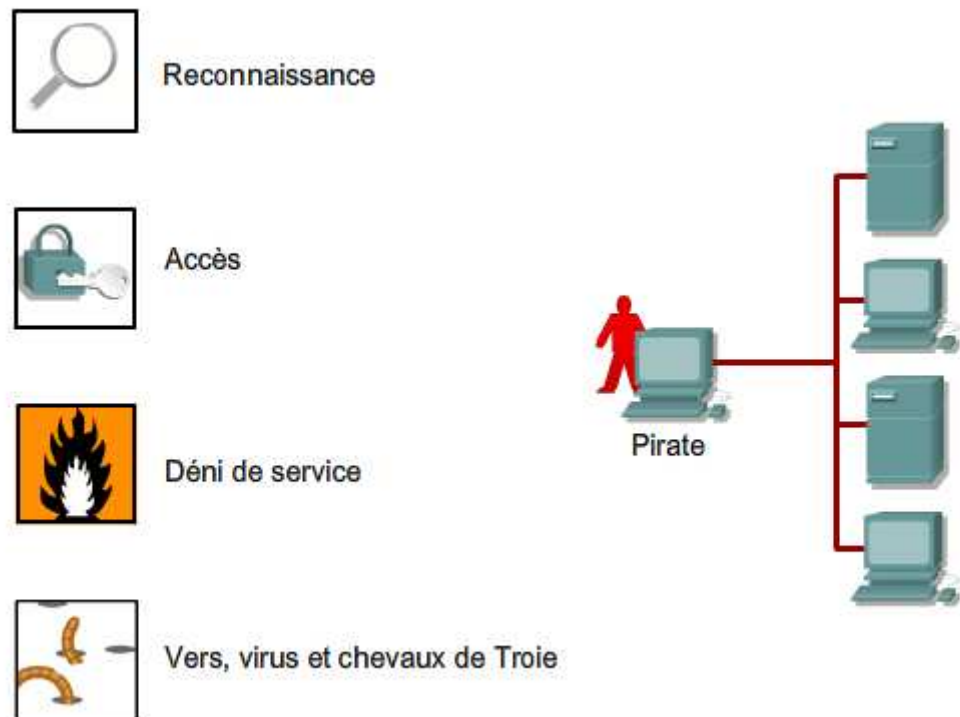 Reconnaissance
Accès
Déni de service
Vers, virus et chevaux de Troie
Pirate